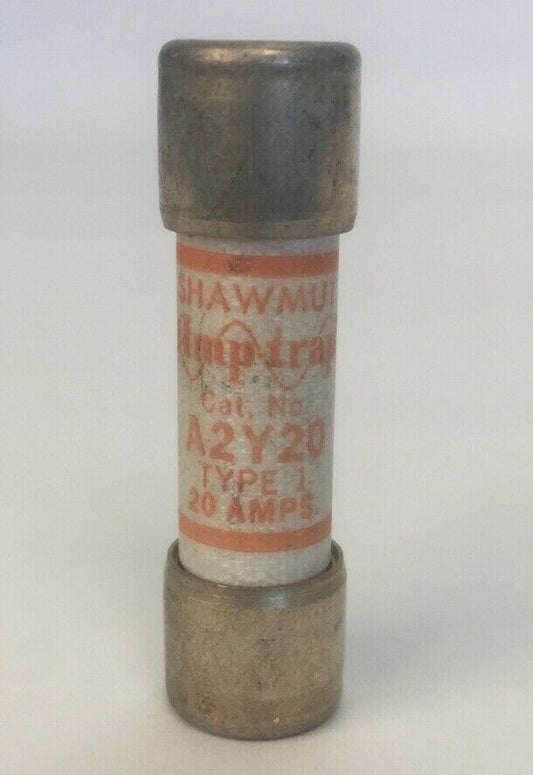 SHAWMUT
Amp-trap
Cat. No.
A2Y20
TYPE 1
20 AMPS.